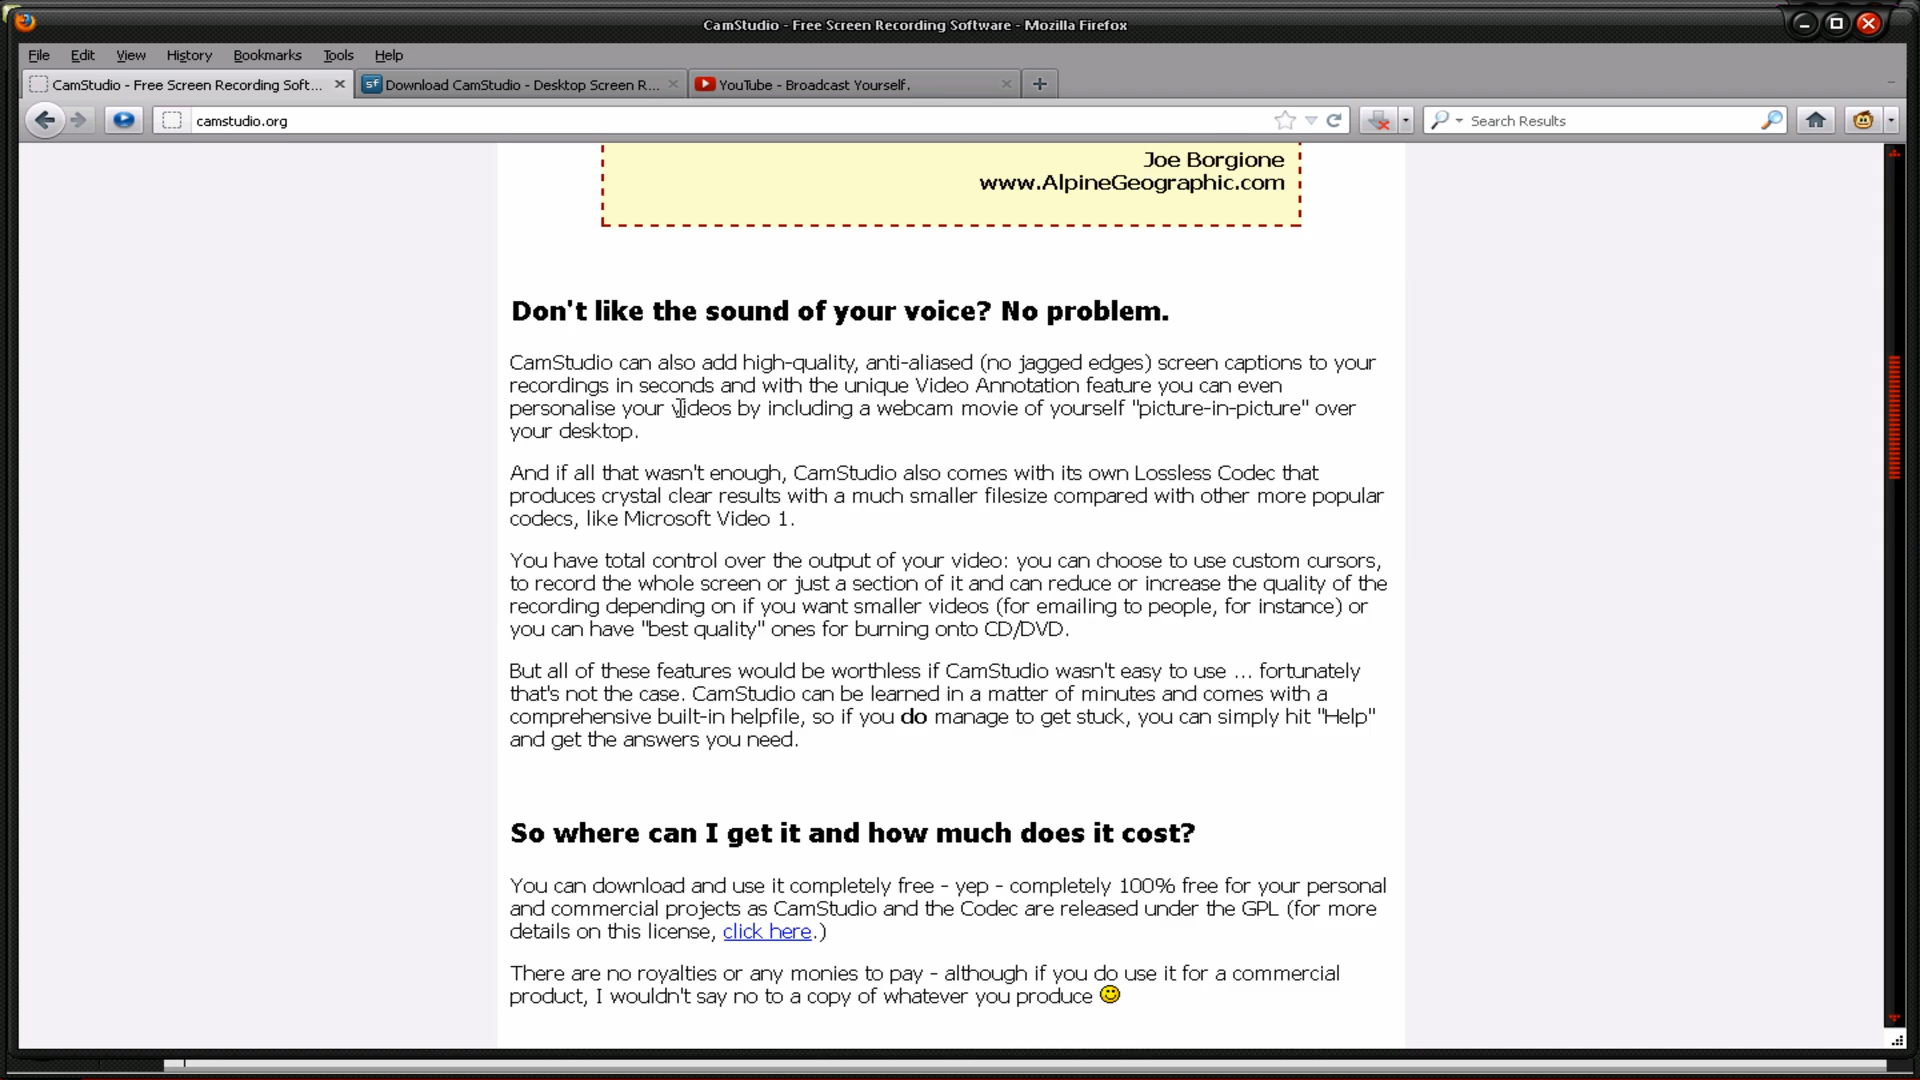 CamStudio - Free Screen Recording Software - Mozilla Firefox
File Edit View History Bookmarks Tools Help
CamStudio - Free Screen Recording Soft... Download CamStudio - Desktop Screen R... YouTube - Broadcast Yourself.
camstudio.org Search Results
Joe Borgione
www.AlpineGeographic.com
Don't like the sound of your voice? No problem.
CamStudio can also add high-quality, anti-aliased (no jagged edges) screen captions to your
recordings in seconds and with the unique Video Annotation feature you can even
personalise your videos by including a webcam movie of yourself "picture-in-picture" over
your desktop.
And if all that wasn't enough, CamStudio also comes with its own Lossless Codec that
produces crystal clear results with a much smaller filesize compared with other more popular
codecs, like Microsoft Video 1.
You have total control over the output of your video: you can choose to use custom cursors,
to record the whole screen or just a section of it and can reduce or increase the quality of the
recording depending on if you want smaller videos (for emailing to people, for instance) or
you can have "best quality" ones for burning onto CD/DVD.
But all of these features would be worthless if CamStudio wasn't easy to use ... fortunately
that's not the case. CamStudio can be learned in a matter of minutes and comes with a
comprehensive built-in helpfile, so if you do manage to get stuck, you can simply hit "Help"
and get the answers you need.
So where can I get it and how much does it cost?
You can download and use it completely free - yep - completely 100% free for your personal
and commercial projects as CamStudio and the Codec are released under the GPL (for more
details on this license, click here.)
There are no royalties or any monies to pay - although if you do use it for a commercial
product, I wouldn't say no to a copy of whatever you produce